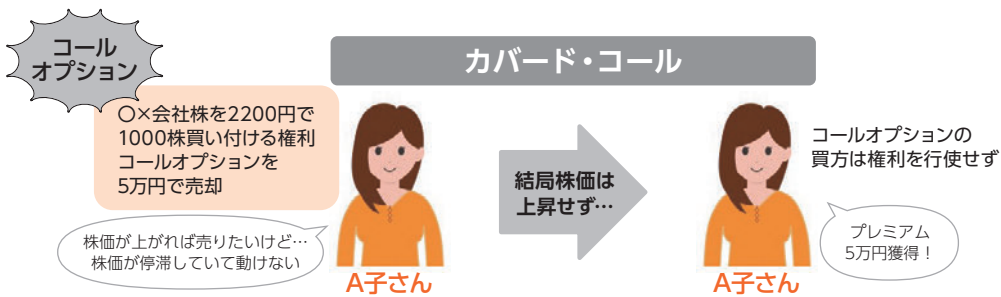 コール
オプション
カバード・コール
〇×会社株を2200円で
1000株買い付ける権利
コールオプションを
5万円で売却
株価が上がれば売りたいけど…
株価が停滞していて動けない
A子さん
結局株価は
上昇せず…
コールオプションの
買方は権利を行使せず
プレミアム
5万円獲得！
A子さん